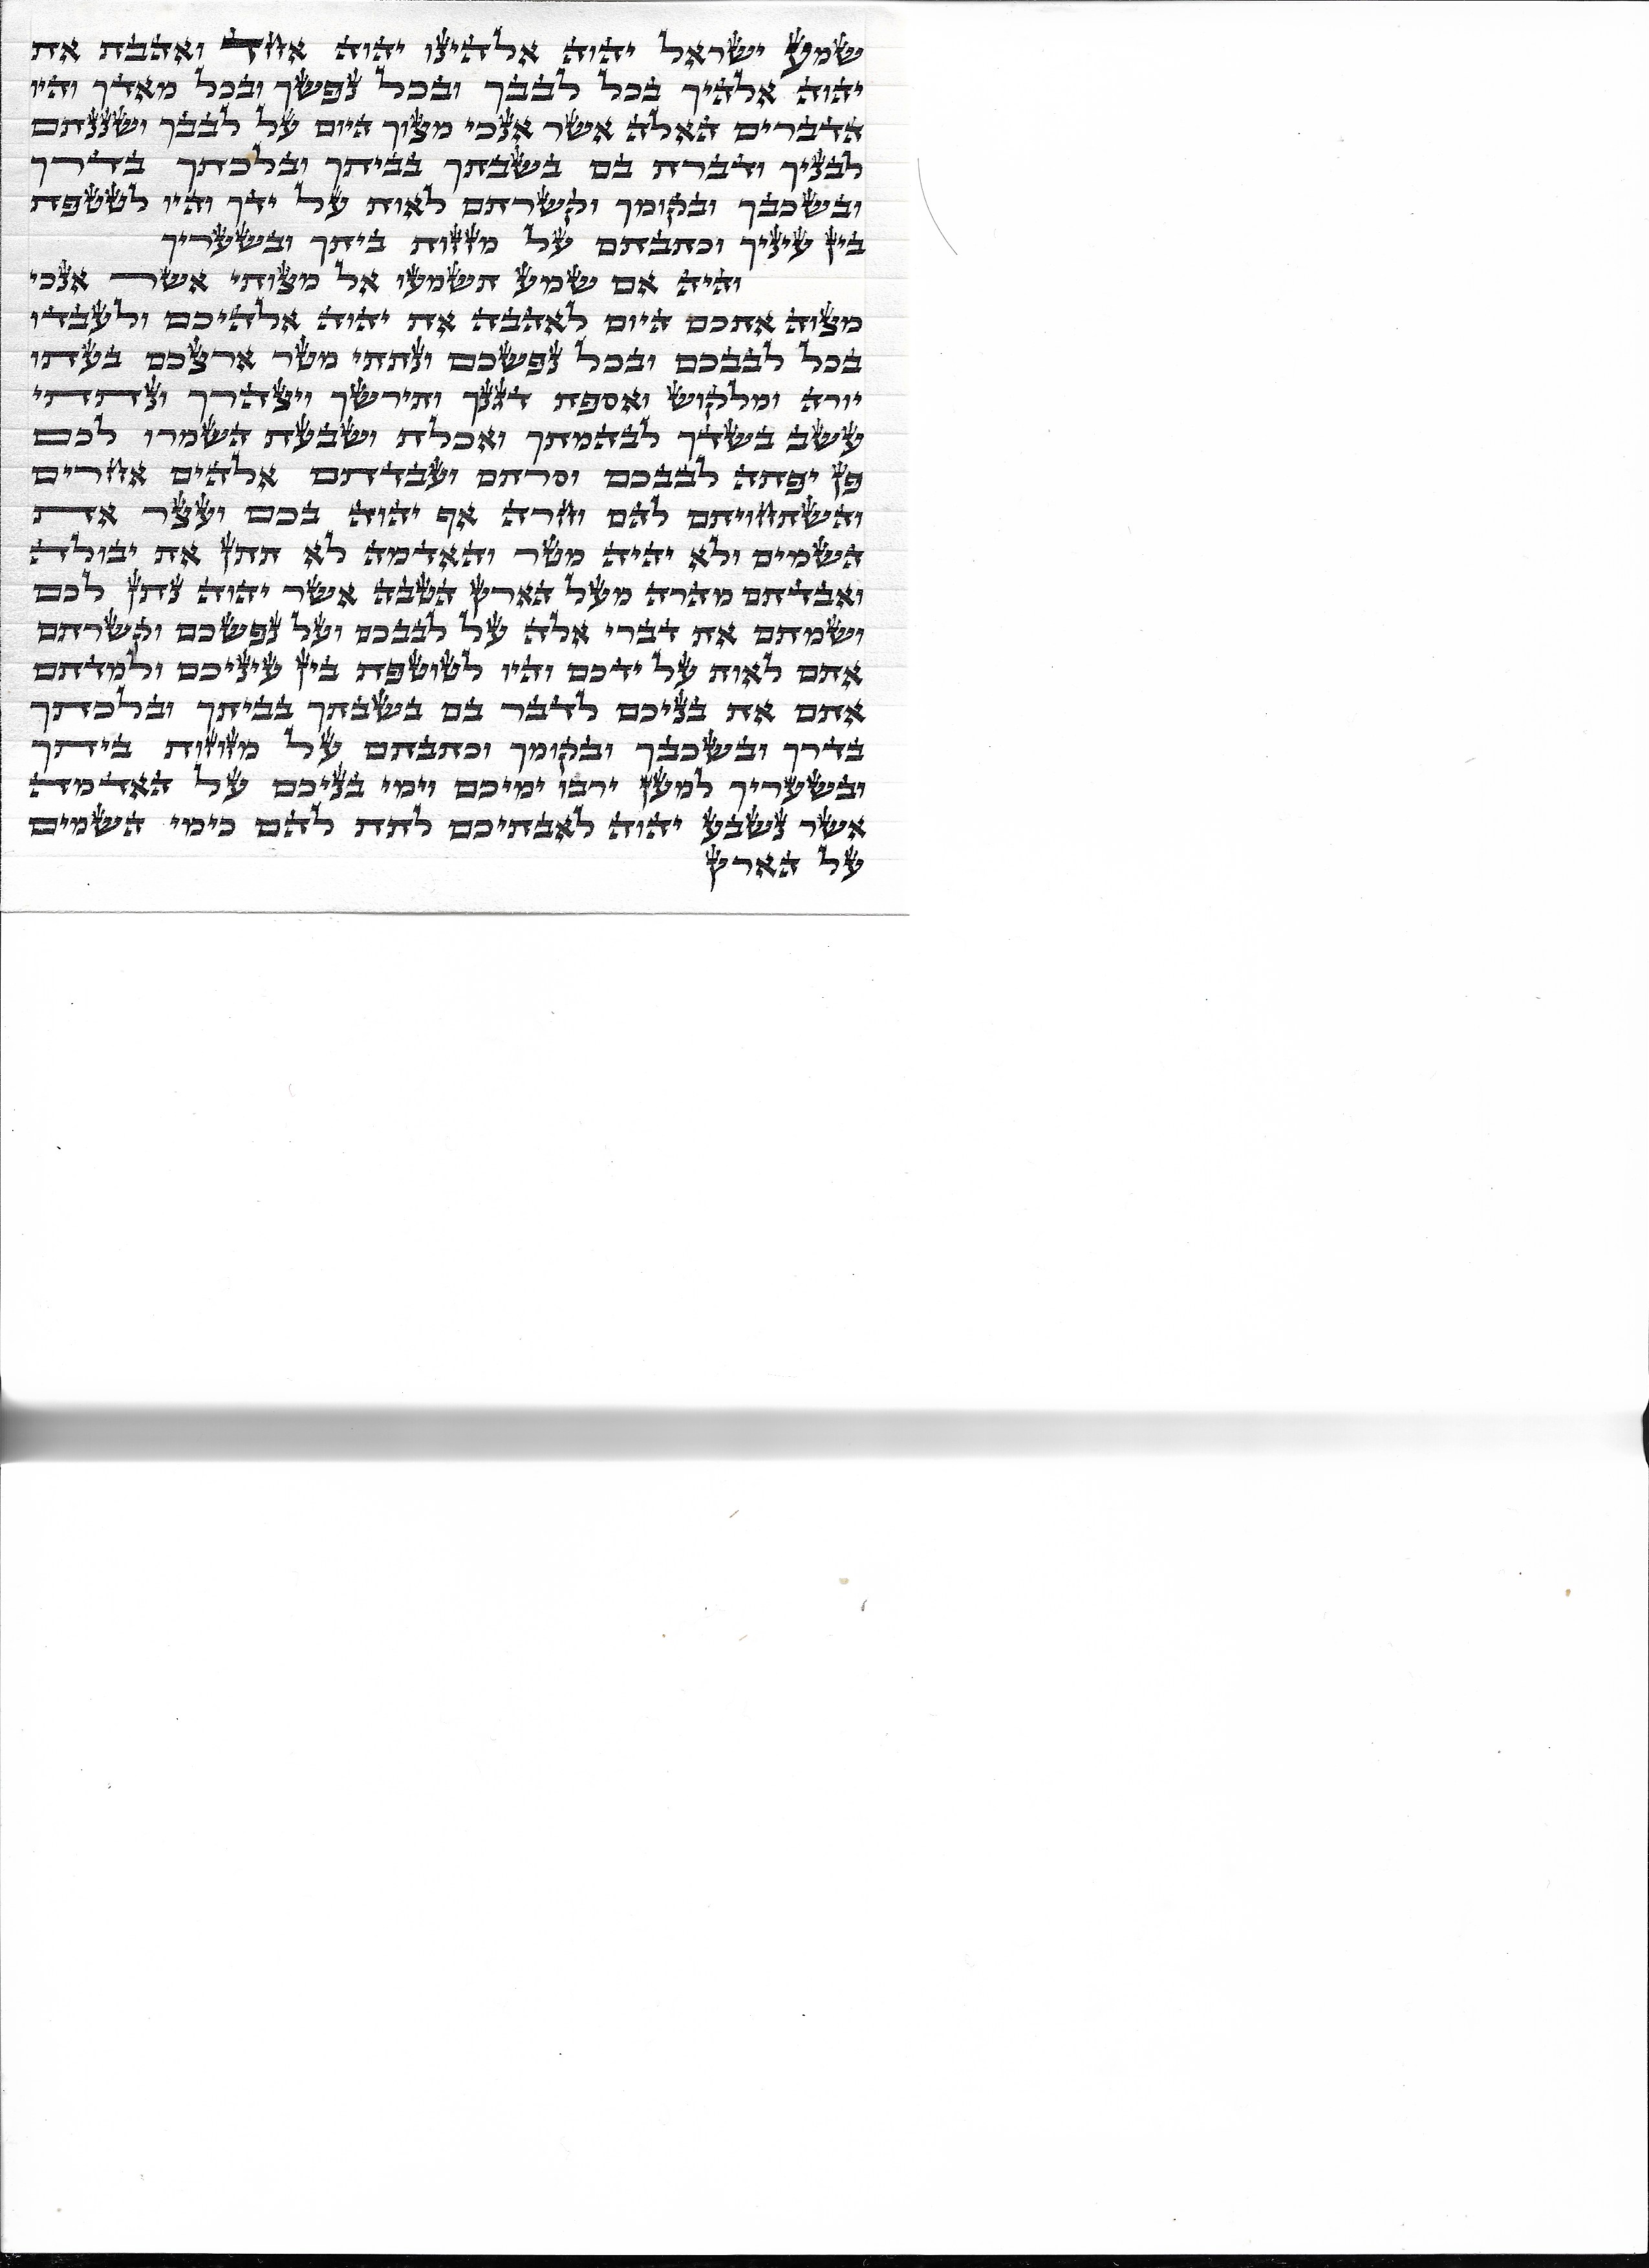 שמע ישראל יהוה אלהינו יהוה אחד ואהבת את
יהוה אלהיך בכל לבבך ובכל נפשך ובכל מאדך והיו
הדברים האלה אשר אנכי מצוך היום על לבבך ושננתם
לבניך ודברת בם בשבתך בביתך ובלכתך בדרך
ובשכבך ובקומך וקשרתם לאות על ידך והיו לטטפת
בין עיניך וכתבתם על מזזות ביתך ובשעריך
והיה אם שמע תשמעו אל מצותי אשר אנכי
מצוה אתכם היום לאהבה את יהוה אלהיכם ולעבדו
בכל לבבכם ובכל נפשכם ונתתי מטר ארצכם בעתו
יורה ומלקוש ואספת דגנך ותירשך ויצהרך ונתתי
עשב בשדך לבהמתך ואכלת ושבעת השמרו לכם
פן יפתה לבבכם וסרתם ועבדתם אלהים אחרים
והשתחויתם להם וחרה אף יהוה בכם ועצר את
השמים ולא יהיה מטר והאדמה לא תתן את יבולה
ואבדתם מהרה מעל הארץ הטבה אשר יהוה נתן לכם
ושמתם את דברי אלה על לבבכם ועל נפשכם וקשרתם
אתם לאות על ידכם והיו לטוטפת בין עיניכם ולמדתם
אתם את בניכם לדבר בם בשבתך בביתך ובלכתך
בדרך ובשכבך ובקומך וכתבתם על מזוזות ביתך
ובשעריך למען ירבו ימיכם וימי בניכם על האדמה
אשר נשבע יהוה לאבתיכם לתת להם כימי השמים
על הארץ